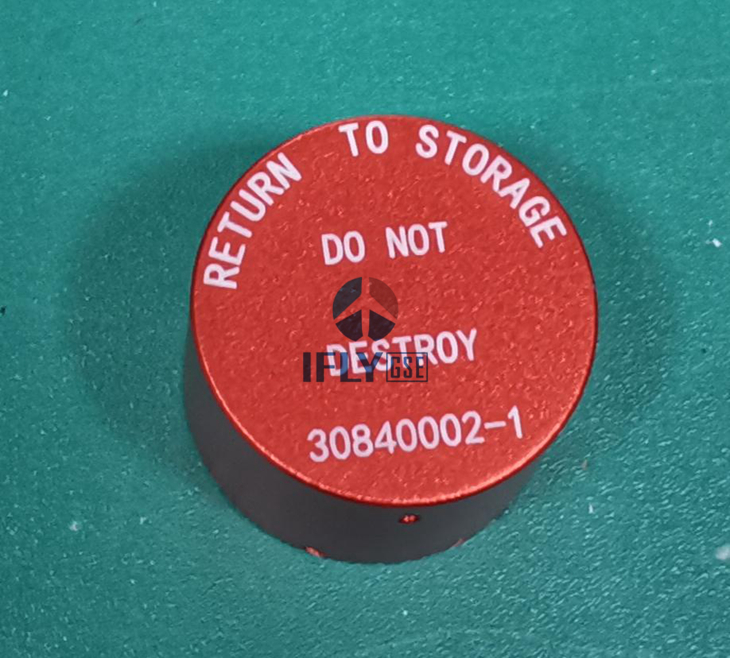 RETURN TO STORAGE
DO NOT
DESTROY
IFLY GSE
30840002-1